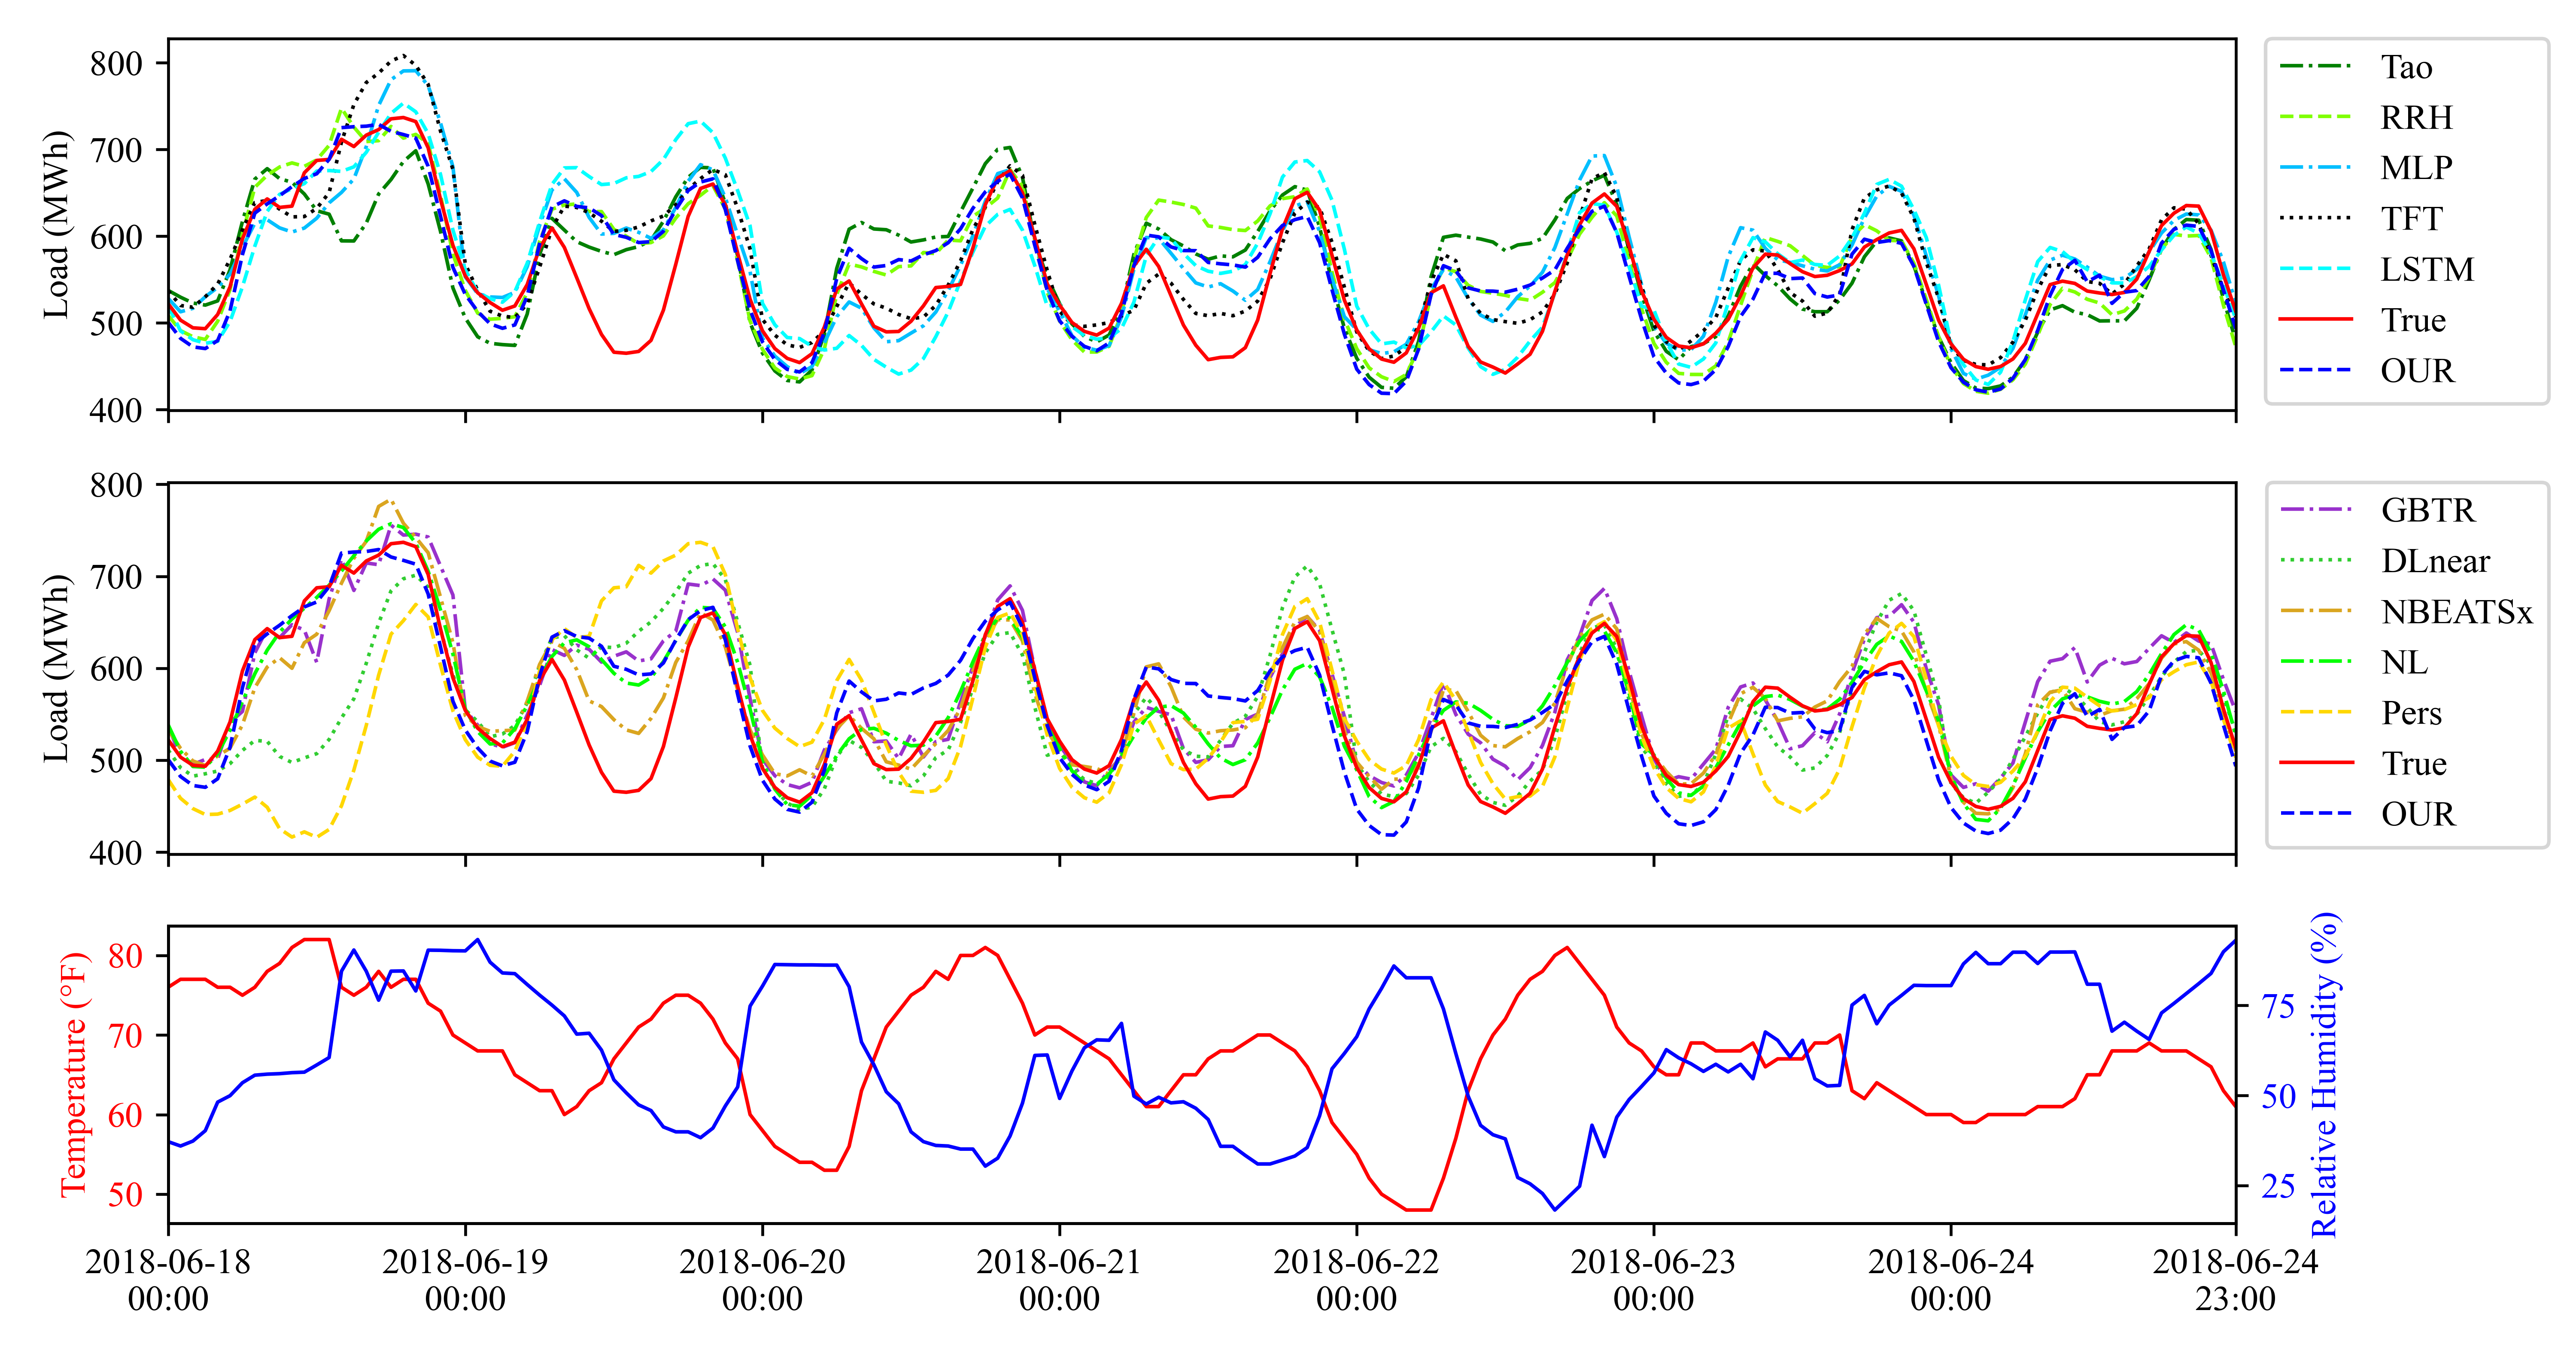 Load (MWh)
800
700
600
500
400
Tao
RRH
MLP
TFT
LSTM
True
OUR
Load (MWh)
800
700
600
500
400
GBTR
DLnear
NBEATSx
NL
Pers
True
OUR
Temperature (°F)
80
70
60
50
75
50
25
Relative Humidity (%)
2018-06-18
00:00
2018-06-19
00:00
2018-06-20
00:00
2018-06-21
00:00
2018-06-22
00:00
2018-06-23
00:00
2018-06-24
00:00
2018-06-24
23:00